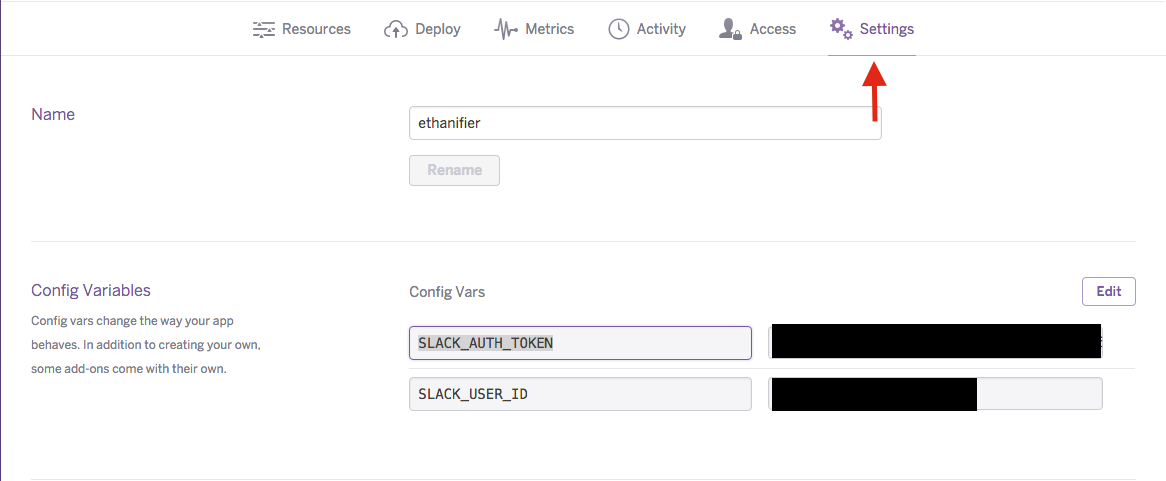 Resources Deploy Metrics Activity Access Settings
Name
ethanifier
Rename
Config Variables
Config Vars
Edit
Config vars change the way your app
behaves. In addition to creating your own,
some add-ons come with their own.
SLACK_AUTH_TOKEN
SLACK_USER_ID